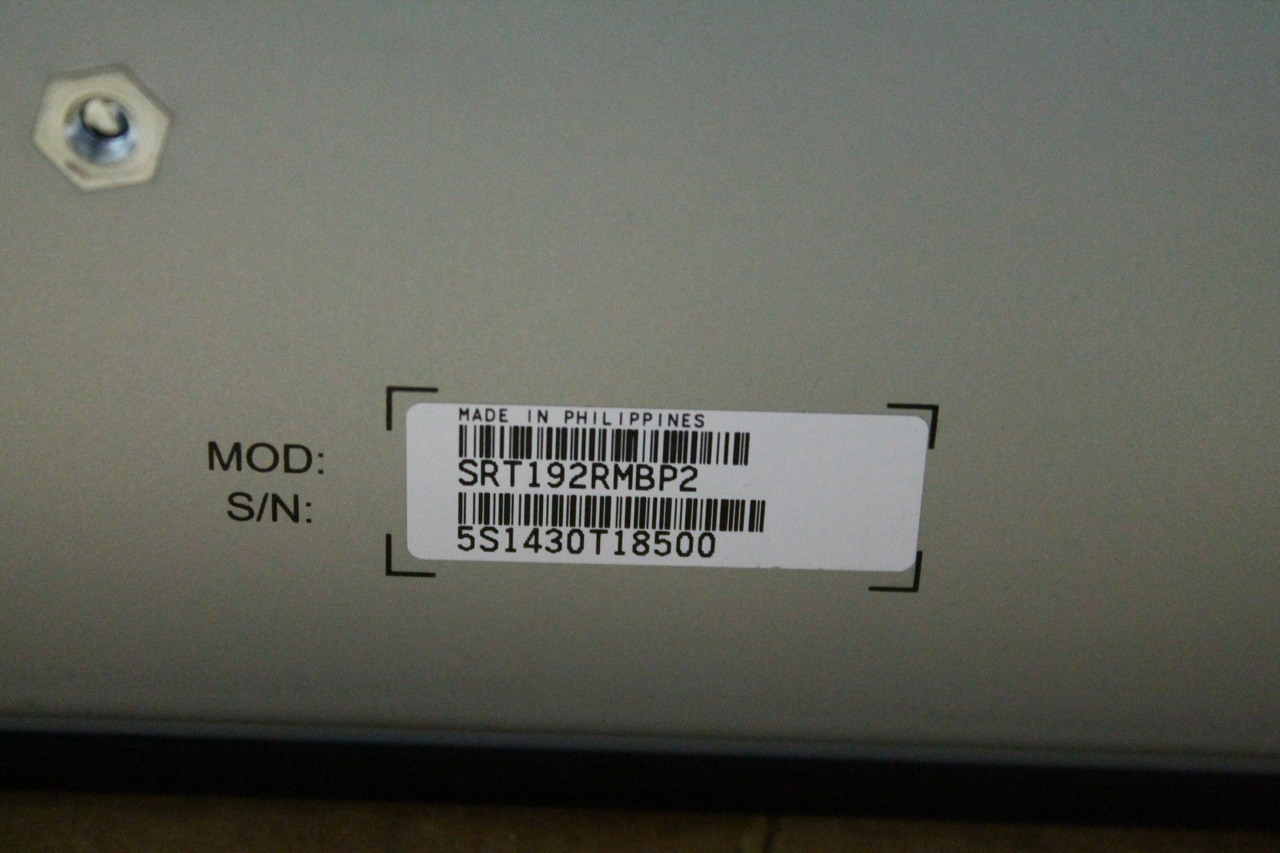 MADE IN PHILIPPINES
MOD: SRT192RMBP2
S/N: 5S1430T18500